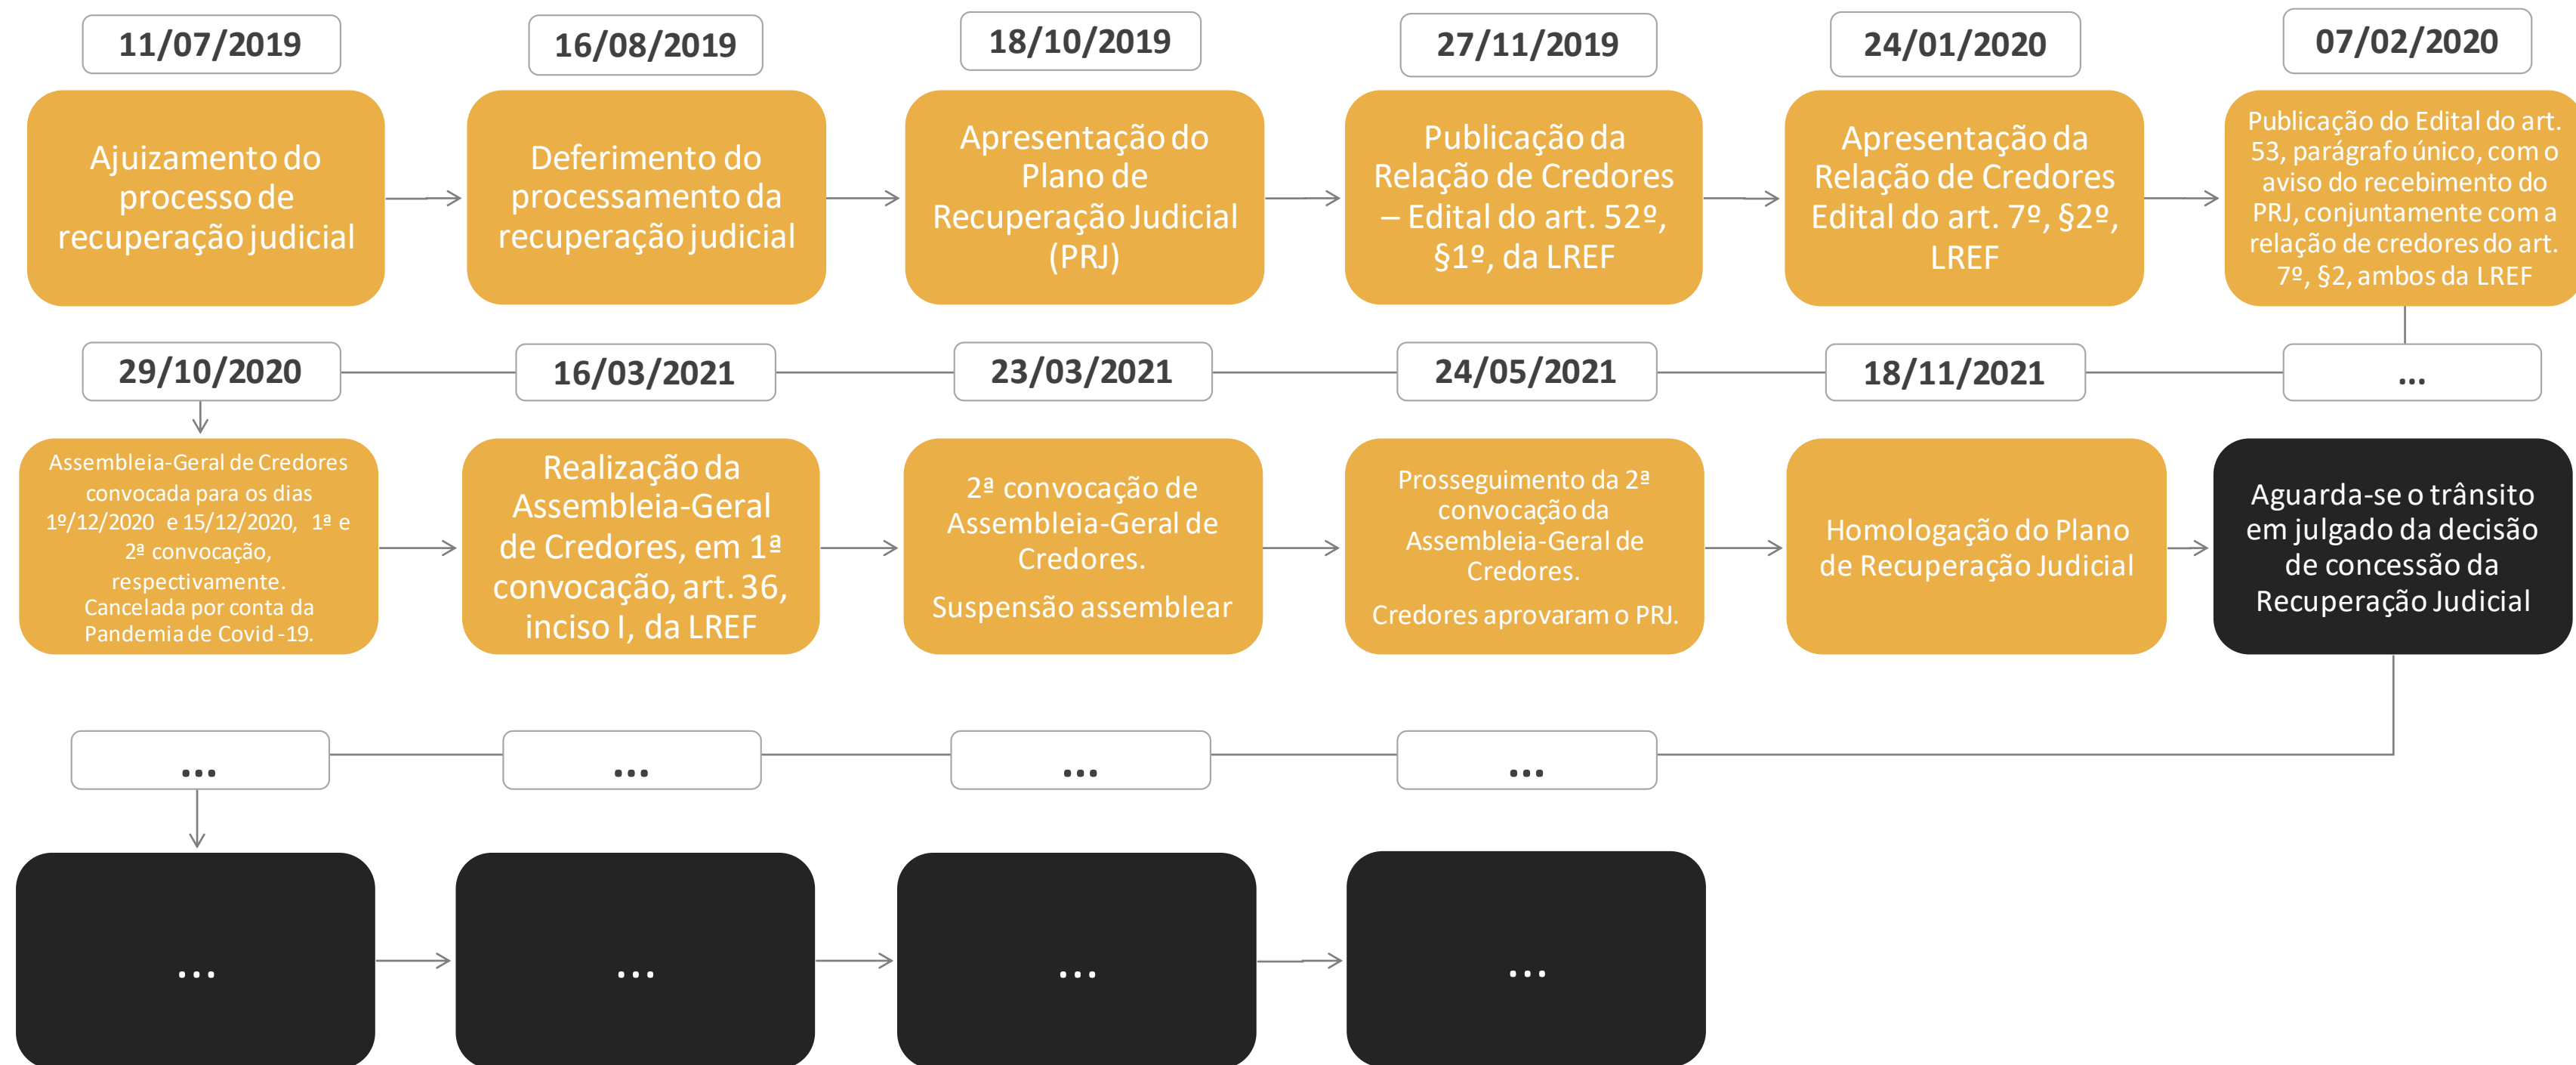 11/07/2019
16/08/2019
18/10/2019
27/11/2019
24/01/2020
07/02/2020
Ajuizamento do
processo de
recuperação judicial
Deferimento do
processamento da
recuperação judicial
Apresentação do
Plano de
Recuperação Judicial
(PRJ)
Publicação da
Relação de Credores
– Edital do art. 52º,
§1º, da LREF
Apresentação da
Relação de Credores
Edital do art. 7º, §2º,
LREF
Publicação do Edital do art.
53, parágrafo único, com o
aviso do recebimento do
PRJ, conjuntamente com a
relação de credores do art.
7º, §2, ambos da LREF
29/10/2020
16/03/2021
23/03/2021
24/05/2021
18/11/2021
...
Assembleia-Geral de Credores
convocada para os dias
1º/12/2020 e 15/12/2020, 1ª e
2ª convocação,
respectivamente.
Cancelada por conta da
Pandemia de Covid -19.
Realização da
Assembleia-Geral
de Credores, em 1ª
convocação, art. 36,
inciso I, da LREF
2ª convocação de
Assembleia-Geral de
Credores.
Suspensão assemblear
Prosseguimento da 2ª
convocação da
Assembleia-Geral de
Credores.
Credores aprovaram o PRJ.
Homologação do Plano
de Recuperação Judicial
Aguarda-se o trânsito
em julgado da decisão
de concessão da
Recuperação Judicial
...
...
...
...
...
...
...
...